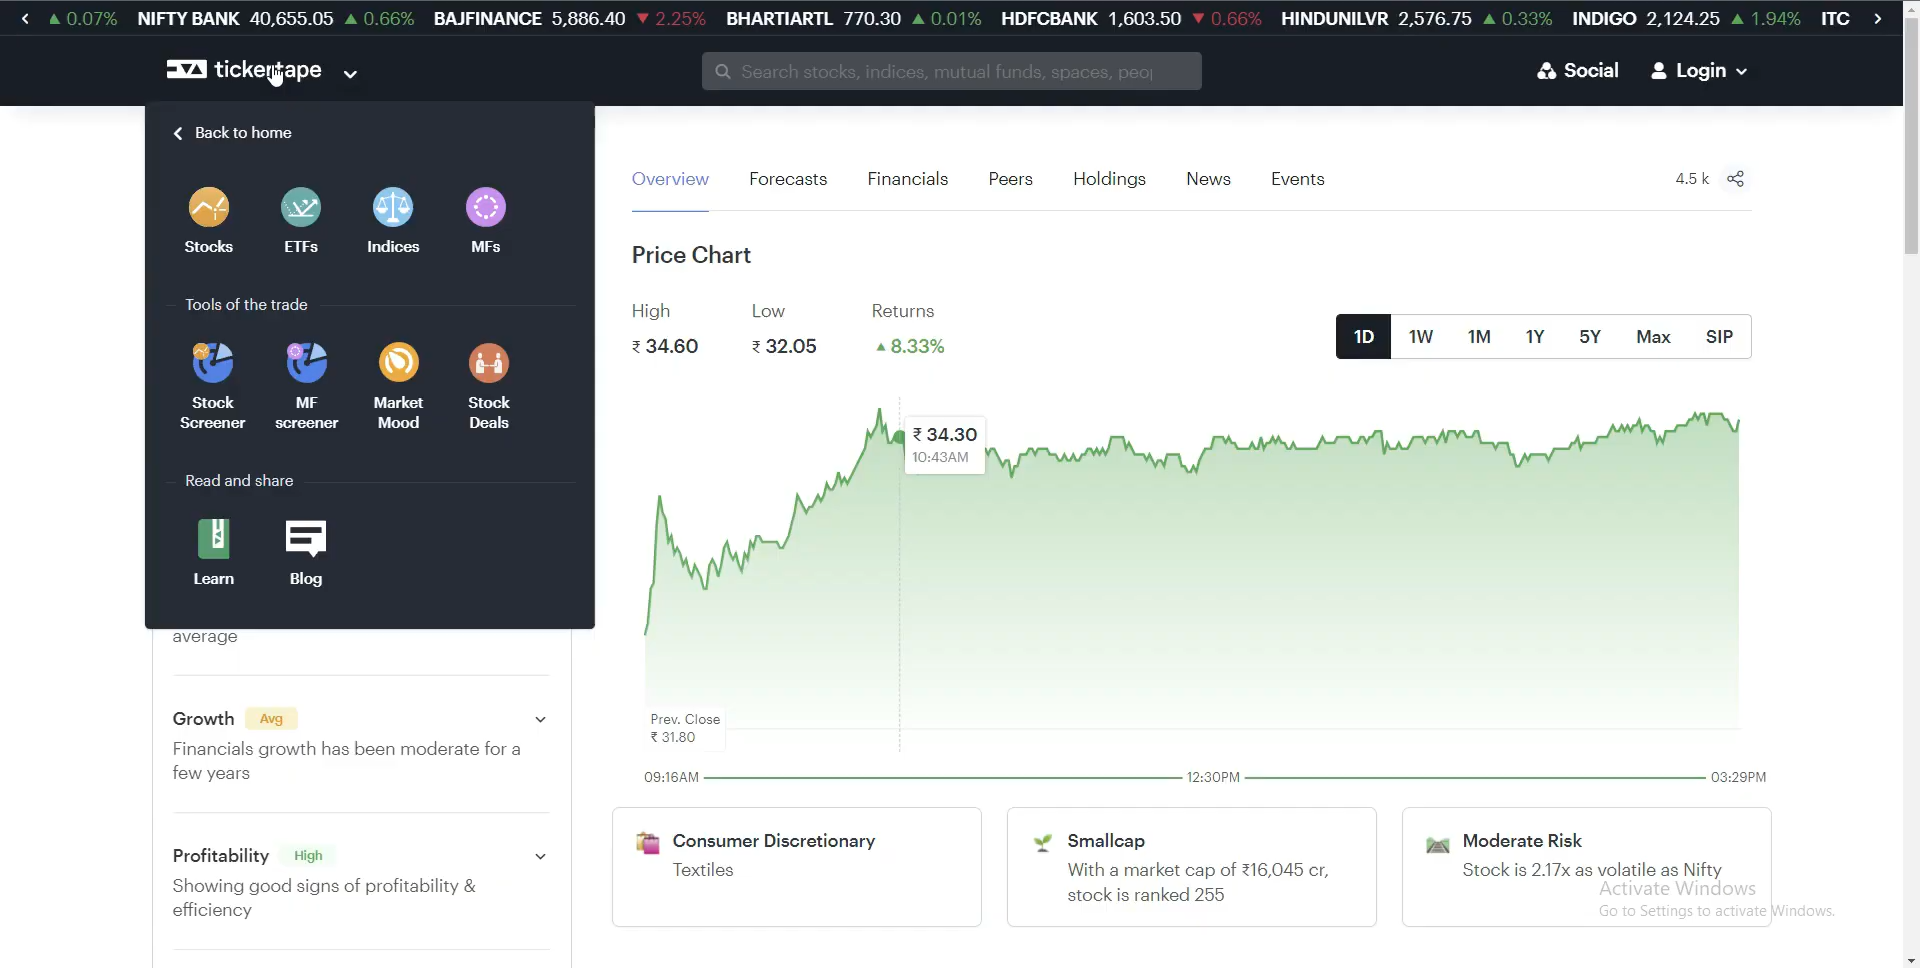 0.07% NIFTY BANK 40,655.05 ▲ 0.66% BAJFINANCE 5,886.40 ▼ 2.25% BHARTIARTL 770.30 ▲ 0.01% HDFCBANK 1,603.50 ▼ 0.66% HINDUNILVR 2,576.75 ▲ 0.33% INDIGO 2,124.25 ▲ 1.94% ITC
tickertape
Search stocks, indices, mutual funds, spaces,
Social
Login
Back to home
Stocks ETFs Indices MFs
Tools of the trade
Stock MF Market Stock
Screener screener Mood Deals
Read and share
Learn Blog
average
Growth Avg
Financials growth has been moderate for a
few years
Profitability High
Showing good signs of profitability &
efficiency
Overview Forecasts Financials Peers Holdings News Events
4.5 k
Price Chart
High Low Returns
₹ 34.60 ₹ 32.05 ▲ 8.33%
1D 1W 1M 1Y 5Y Max SIP
₹ 34.30
10:43AM
Prev. Close
₹ 31.80
09:16AM 12:30PM 03:29PM
Consumer Discretionary
Textiles
Smallcap
With a market cap of ₹16,045 cr,
stock is ranked 255
Moderate Risk
Stock is 2.17x as volatile as Nifty
Activate Windows
Go to Settings to activate Windows.